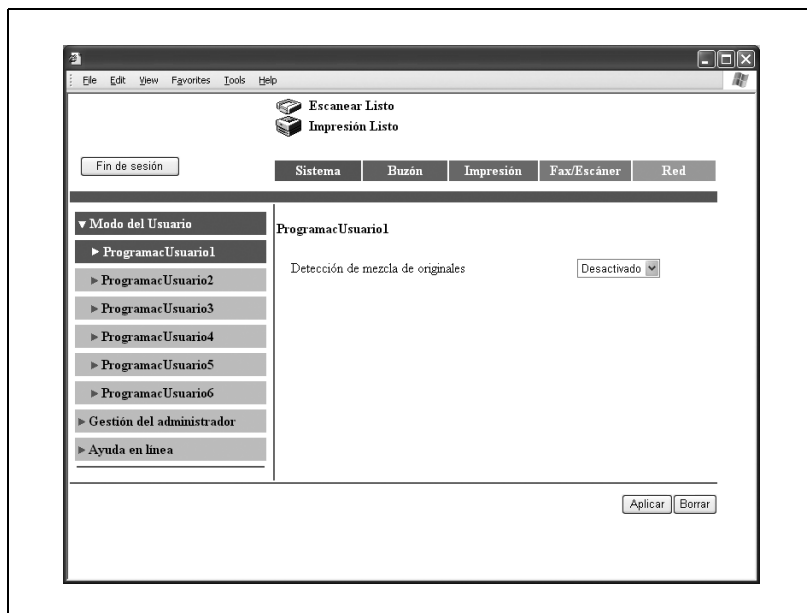 File Edit View Favorites Tools Help
Escanear Listo
Impresión Listo
Fin de sesión
Sistema Buzón Impresión Fax/Escáner Red
Modo del Usuario
ProgramacUsuario1
ProgramacUsuario2
ProgramacUsuario3
ProgramacUsuario4
ProgramacUsuario5
ProgramacUsuario6
Gestión del administrador
Ayuda en línea
ProgramacUsuario1
Detección de mezcla de originales Desactivado
Aplicar Borrar